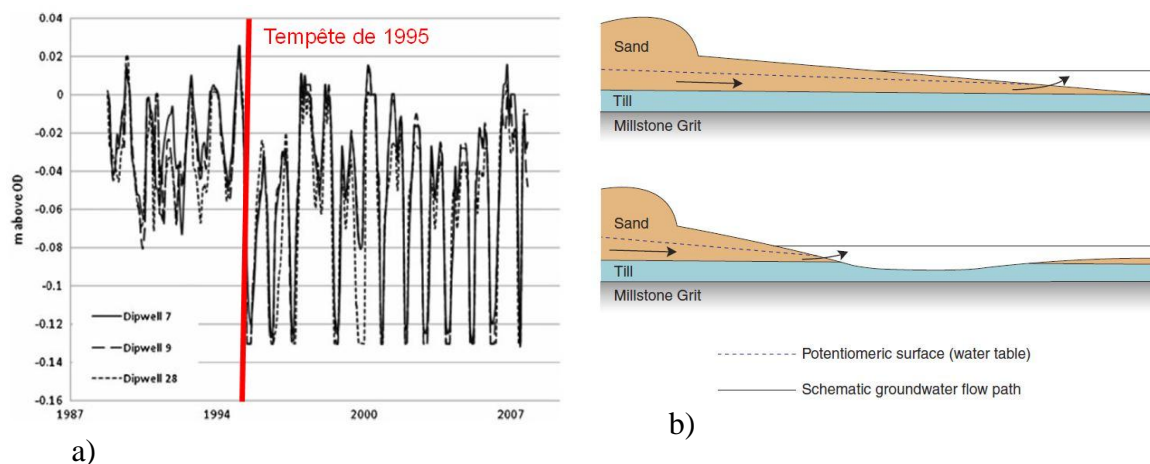 0.04
0.02
0
-0.02
-0.04
-0.06
-0.08
-0.1
-0.12
-0.14
-0.16
m above OD
Tempête de 1995
Dipwell 7
Dipwell 9
Dipwell 28
1987
1994
2000
2007
a)
Sand
Till
Millstone Grit
Sand
Till
Millstone Grit
Potentiomeric surface (water table)
Schematic groundwater flow path
b)